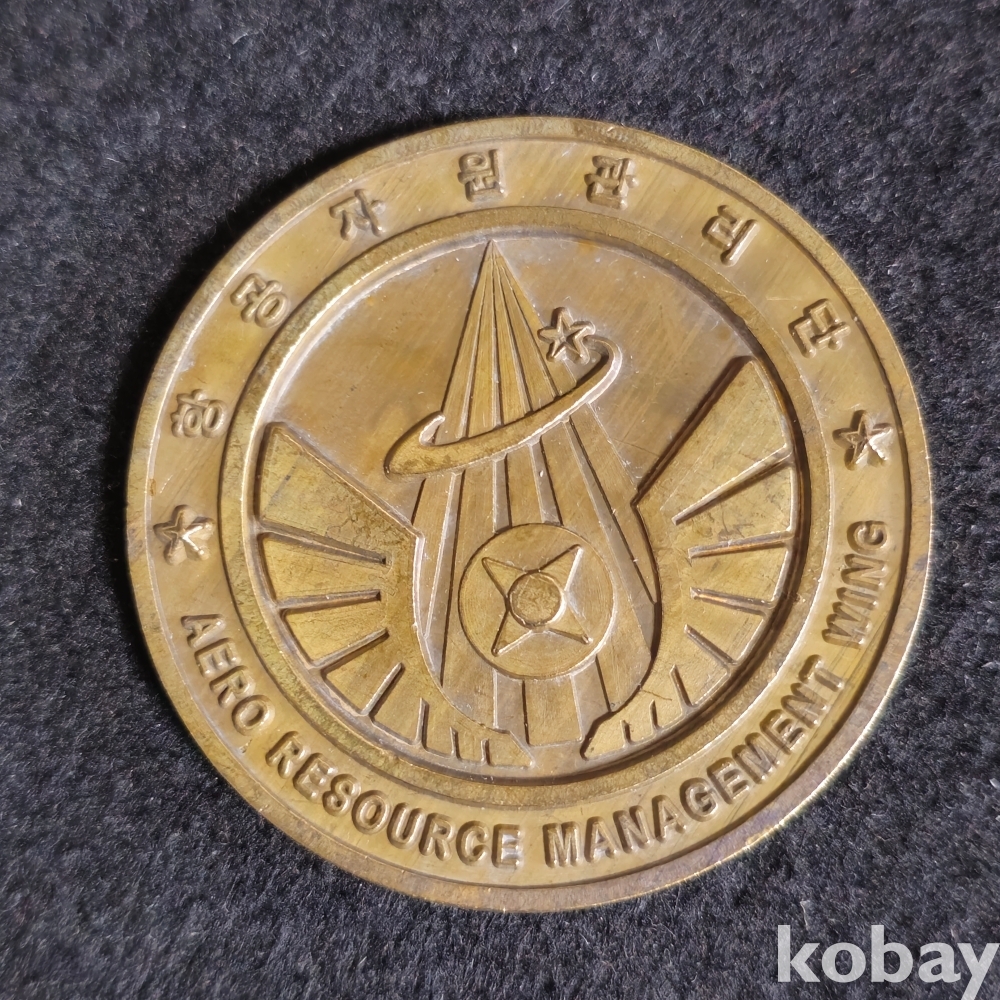 항공자원관리단
AERO RESOURCE MANAGEMENT WING
kobay